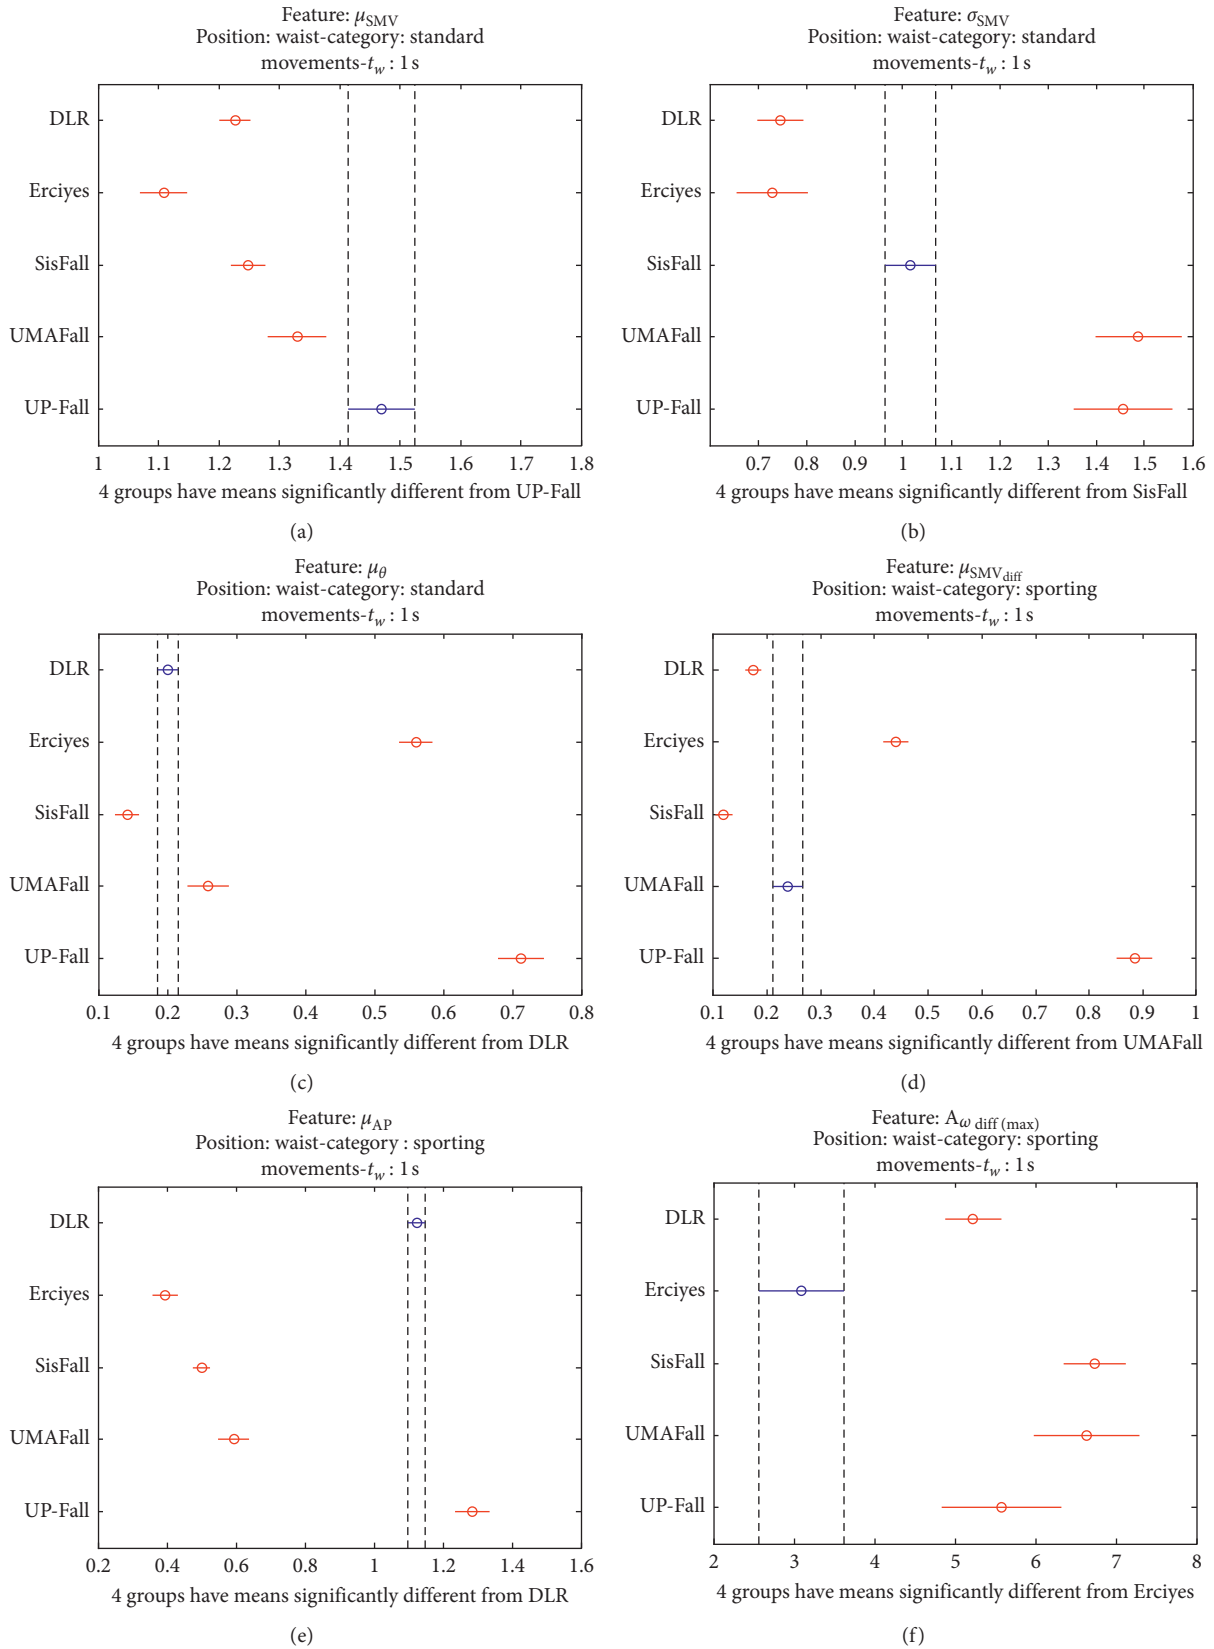 Feature: μSMV
Position: waist-category: standard
movements-tw : 1 s
DLR
Erciyes
SisFall
UMAFall
UP-Fall
1 1.1 1.2 1.3 1.4 1.5 1.6 1.7 1.8
4 groups have means significantly different from UP-Fall
(a)
Feature: σSMV
Position: waist-category: standard
movements-tw : 1 s
DLR
Erciyes
SisFall
UMAFall
UP-Fall
0.7 0.8 0.9 1 1.1 1.2 1.3 1.4 1.5 1.6
4 groups have means significantly different from SisFall
(b)
Feature: μθ
Position: waist-category: standard
movements-tw : 1 s
DLR
Erciyes
SisFall
UMAFall
UP-Fall
0.1 0.2 0.3 0.4 0.5 0.6 0.7 0.8
4 groups have means significantly different from DLR
(c)
Feature: μSMVdiff
Position: waist-category: sporting
movements-tw : 1 s
DLR
Erciyes
SisFall
UMAFall
UP-Fall
0.1 0.2 0.3 0.4 0.5 0.6 0.7 0.8 0.9 1
4 groups have means significantly different from UMAFall
(d)
Feature: μAP
Position: waist-category : sporting
movements-tw : 1 s
DLR
Erciyes
SisFall
UMAFall
UP-Fall
0.2 0.4 0.6 0.8 1 1.2 1.4 1.6
4 groups have means significantly different from DLR
(e)
Feature: Aω diff (max)
Position: waist-category: sporting
movements-tw : 1 s
DLR
Erciyes
SisFall
UMAFall
UP-Fall
2 3 4 5 6 7 8
4 groups have means significantly different from Erciyes
(f)